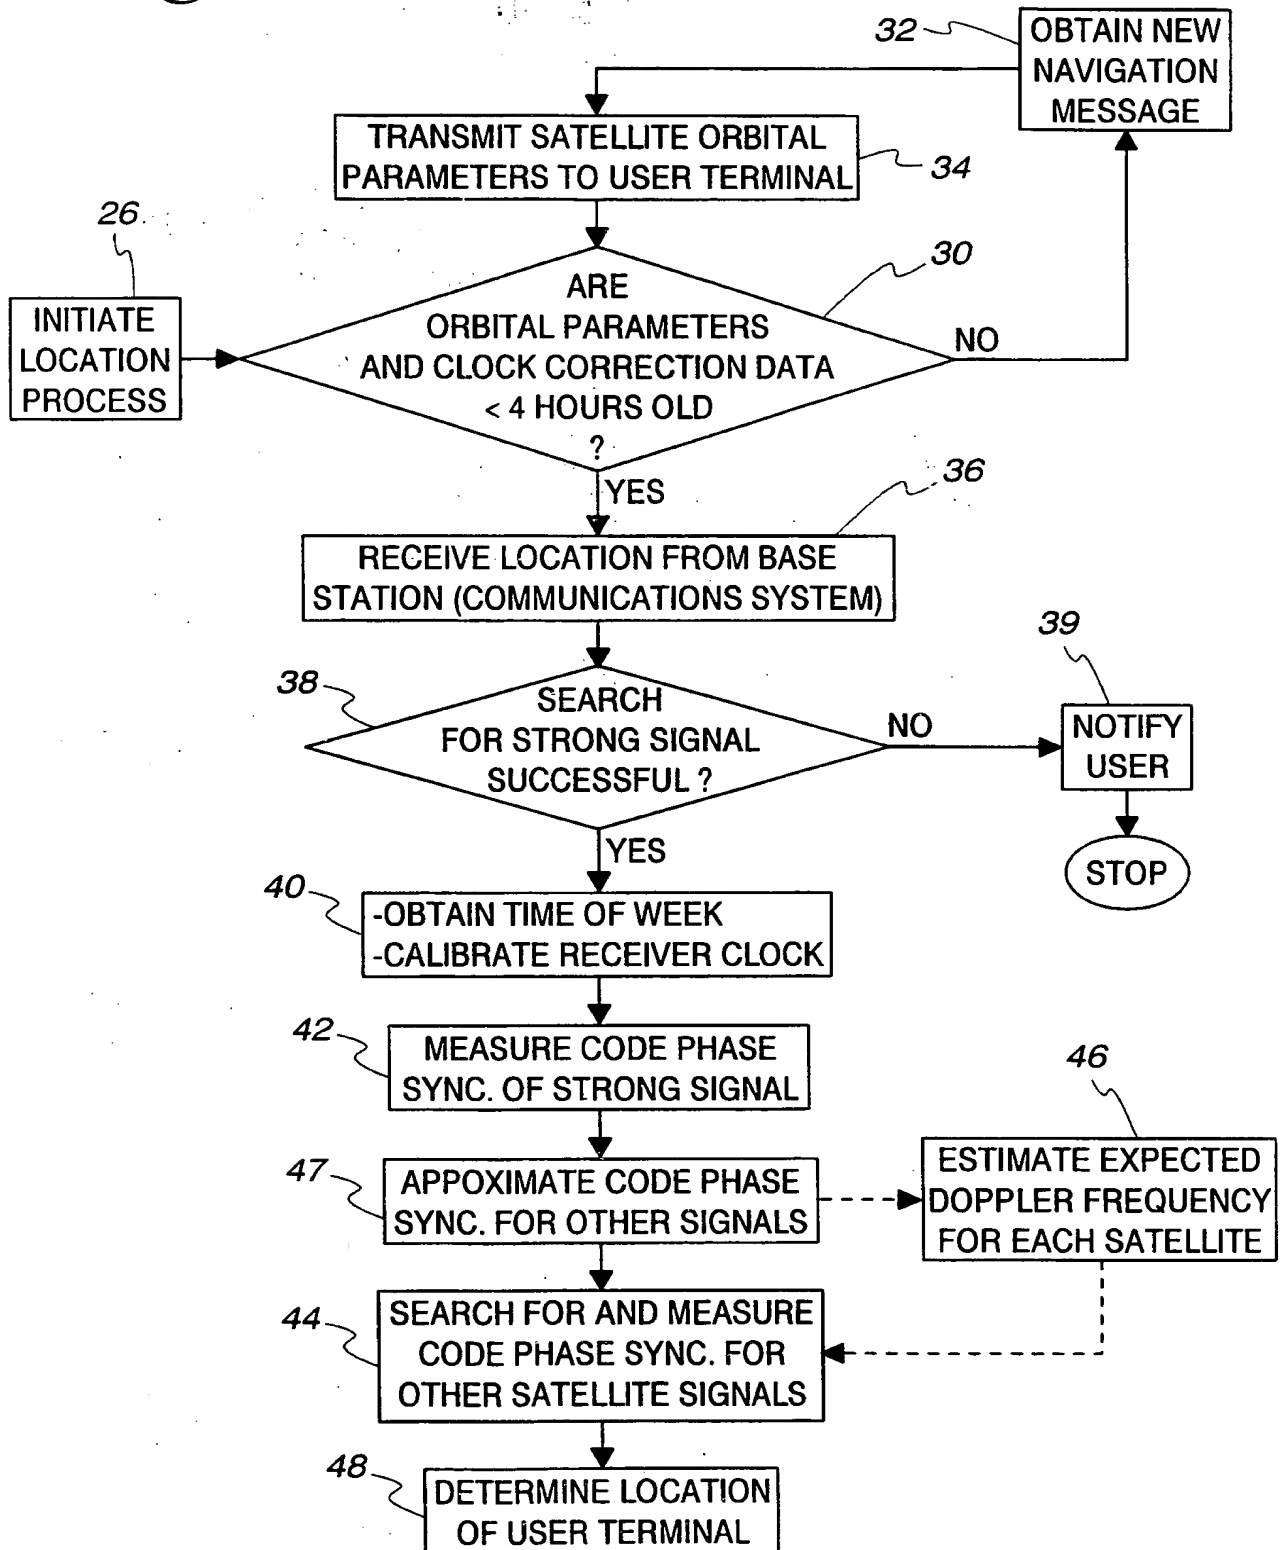 32
OBTAIN NEW
NAVIGATION
MESSAGE
TRANSMIT SATELLITE ORBITAL
PARAMETERS TO USER TERMINAL
34
26
INITIATE
LOCATION
PROCESS
30
ARE
ORBITAL PARAMETERS
AND CLOCK CORRECTION DATA
< 4 HOURS OLD
?
NO
YES
36
RECEIVE LOCATION FROM BASE
STATION (COMMUNICATIONS SYSTEM)
38
SEARCH
FOR STRONG SIGNAL
SUCCESSFUL ?
NO
39
NOTIFY
USER
STOP
YES
40
-OBTAIN TIME OF WEEK
-CALIBRATE RECEIVER CLOCK
42
MEASURE CODE PHASE
SYNC. OF STRONG SIGNAL
47
APPOXIMATE CODE PHASE
SYNC. FOR OTHER SIGNALS
46
ESTIMATE EXPECTED
DOPPLER FREQUENCY
FOR EACH SATELLITE
44
SEARCH FOR AND MEASURE
CODE PHASE SYNC. FOR
OTHER SATELLITE SIGNALS
48
DETERMINE LOCATION
OF USER TERMINAL